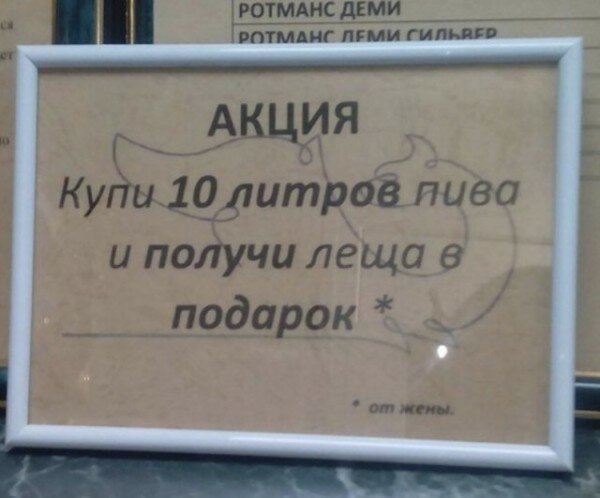 РОТМАНС ДЕМИ
РОТМАНС ДЕМИ СИЛЬВЕР
АКЦИЯ
Купи 10 литров пива
и получи леща в
подарок *
* от жены.